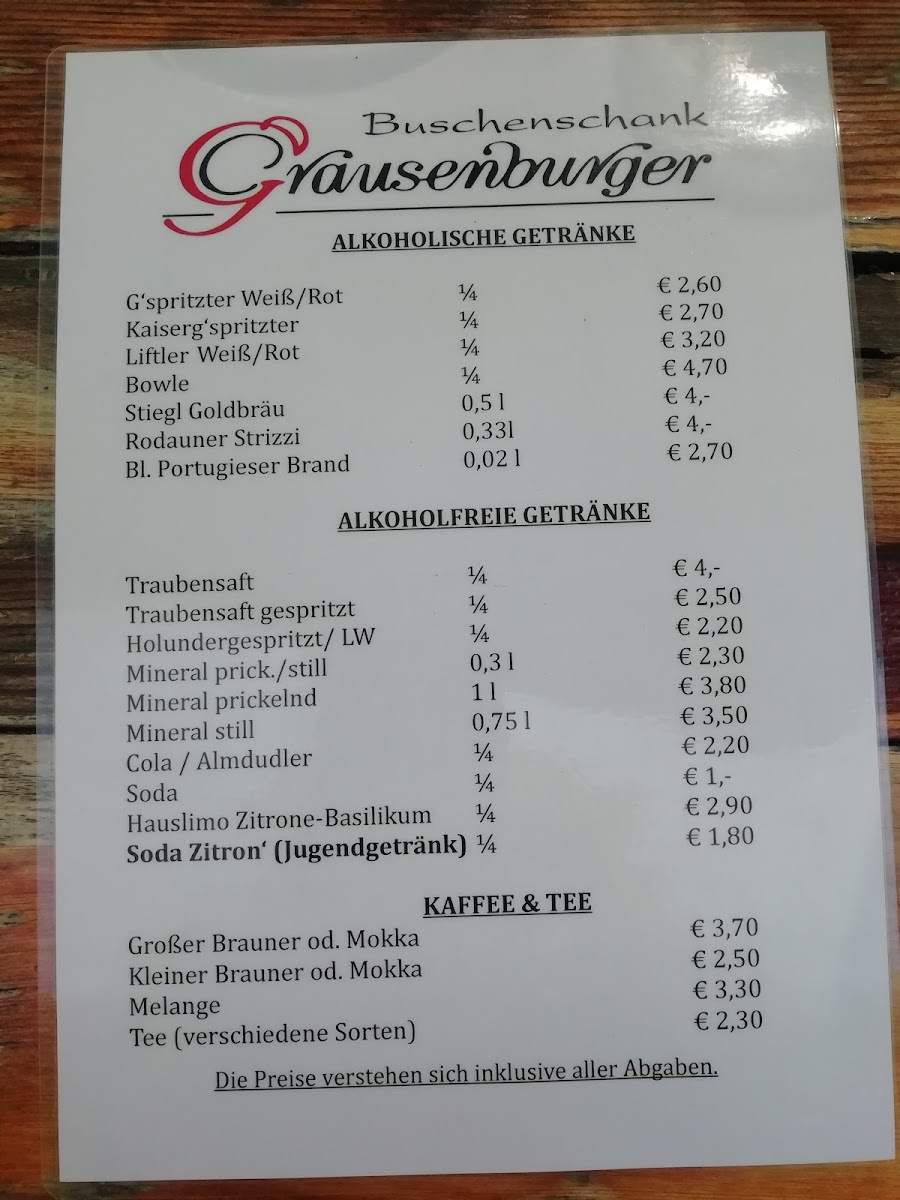 Buschenschank
Grausenburger
ALKOHOLISCHE GETRÄNKE
G‘spritzter Weiß/Rot ¼ € 2,60
Kaiserg‘spritzter ¼ € 2,70
Liftler Weiß/Rot ¼ € 3,20
Bowle ¼ € 4,70
Stiegl Goldbräu 0,5 l € 4,-
Rodauner Strizzi 0,33l € 4,-
Bl. Portugieser Brand 0,02 l € 2,70
ALKOHOLFREIE GETRÄNKE
Traubensaft ¼ € 4,-
Traubensaft gespritzt ¼ € 2,50
Holundergespritzt/ LW ¼ € 2,20
Mineral prick./still 0,3 l € 2,30
Mineral prickelnd 1 l € 3,80
Mineral still 0,75 l € 3,50
Cola / Almdudler ¼ € 2,20
Soda ¼ € 1,-
Hauslimo Zitrone-Basilikum ¼ € 2,90
Soda Zitron‘ (Jugendgetränk) ¼ € 1,80
KAFFEE & TEE
Großer Brauner od. Mokka € 3,70
Kleiner Brauner od. Mokka € 2,50
Melange € 3,30
Tee (verschiedene Sorten) € 2,30
Die Preise verstehen sich inklusive aller Abgaben.